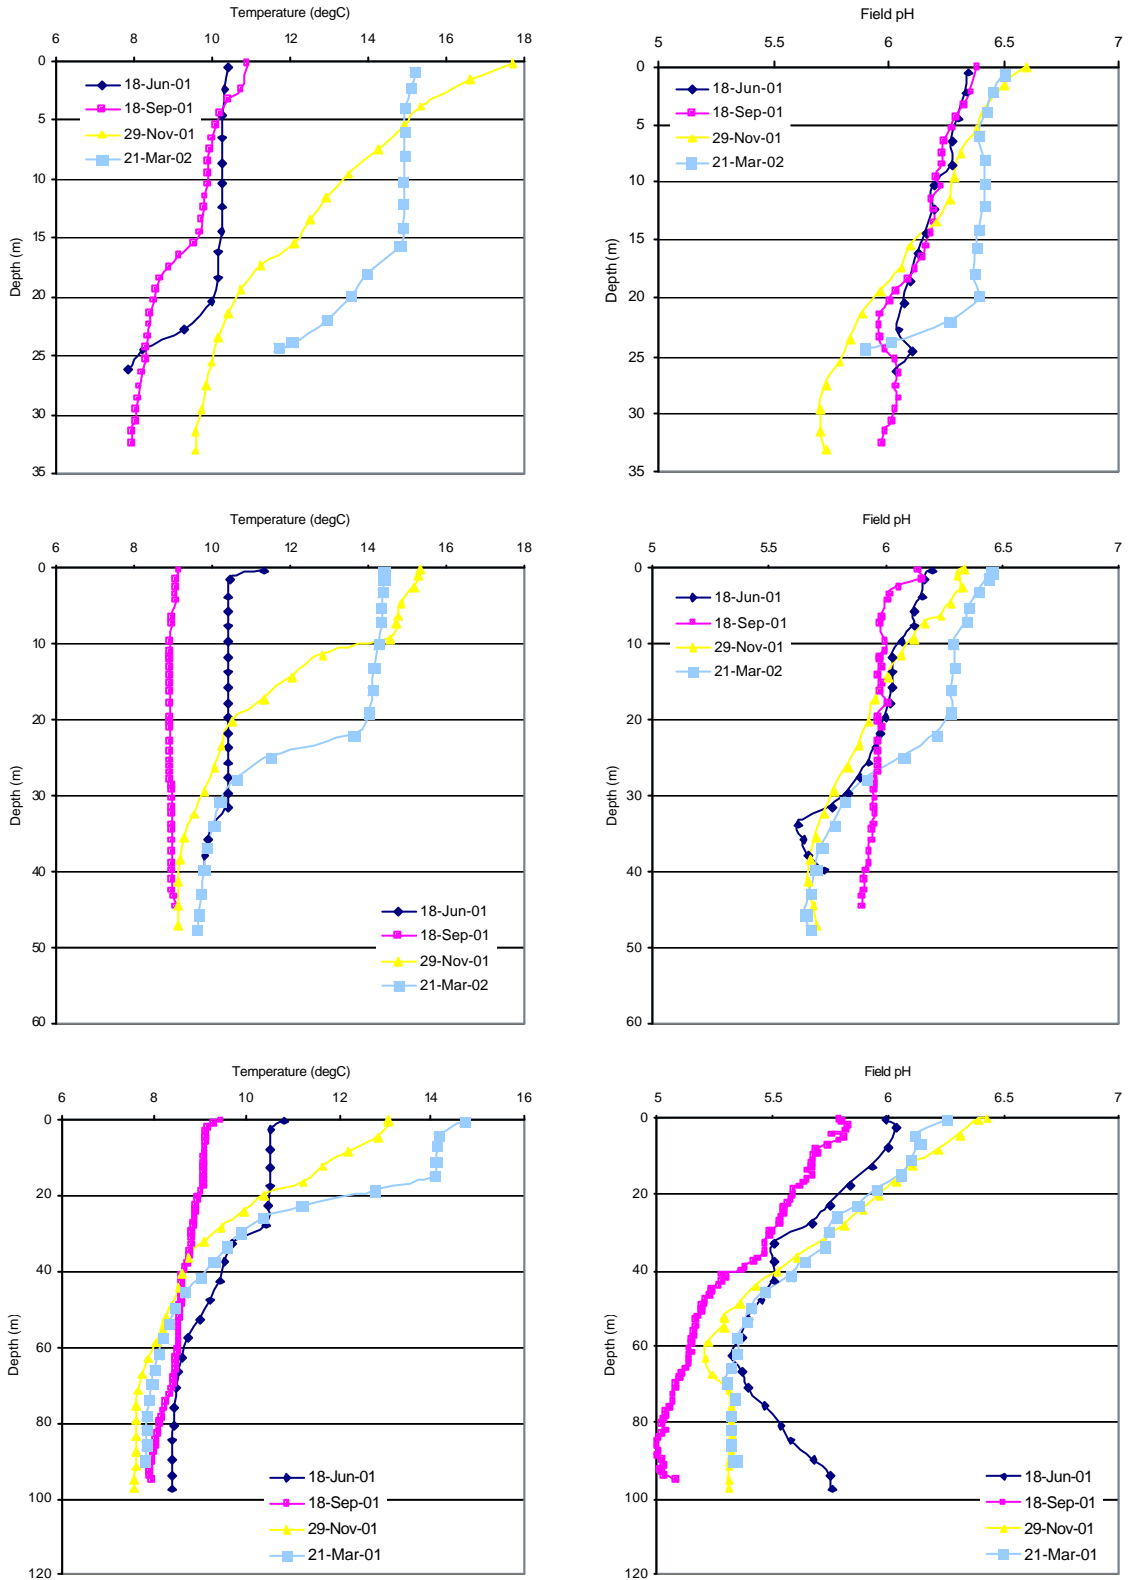 Temperature (degC)
6 8 10 12 14 16 18
0
5
10
15
20
25
30
35
Depth (m)
18-Jun-01
18-Sep-01
29-Nov-01
21-Mar-02
Field pH
5 5.5 6 6.5 7
0
5
10
15
20
25
30
35
Depth (m)
18-Jun-01
18-Sep-01
29-Nov-01
21-Mar-02
Temperature (degC)
6 8 10 12 14 16 18
0
10
20
30
40
50
60
Depth (m)
18-Jun-01
18-Sep-01
29-Nov-01
21-Mar-02
Field pH
5 5.5 6 6.5 7
0
10
20
30
40
50
60
Depth (m)
18-Jun-01
18-Sep-01
29-Nov-01
21-Mar-02
Temperature (degC)
6 8 10 12 14 16
0
20
40
60
80
100
120
Depth (m)
18-Jun-01
18-Sep-01
29-Nov-01
21-Mar-01
Field pH
5 5.5 6 6.5 7
0
20
40
60
80
100
120
Depth (m)
18-Jun-01
18-Sep-01
29-Nov-01
21-Mar-01